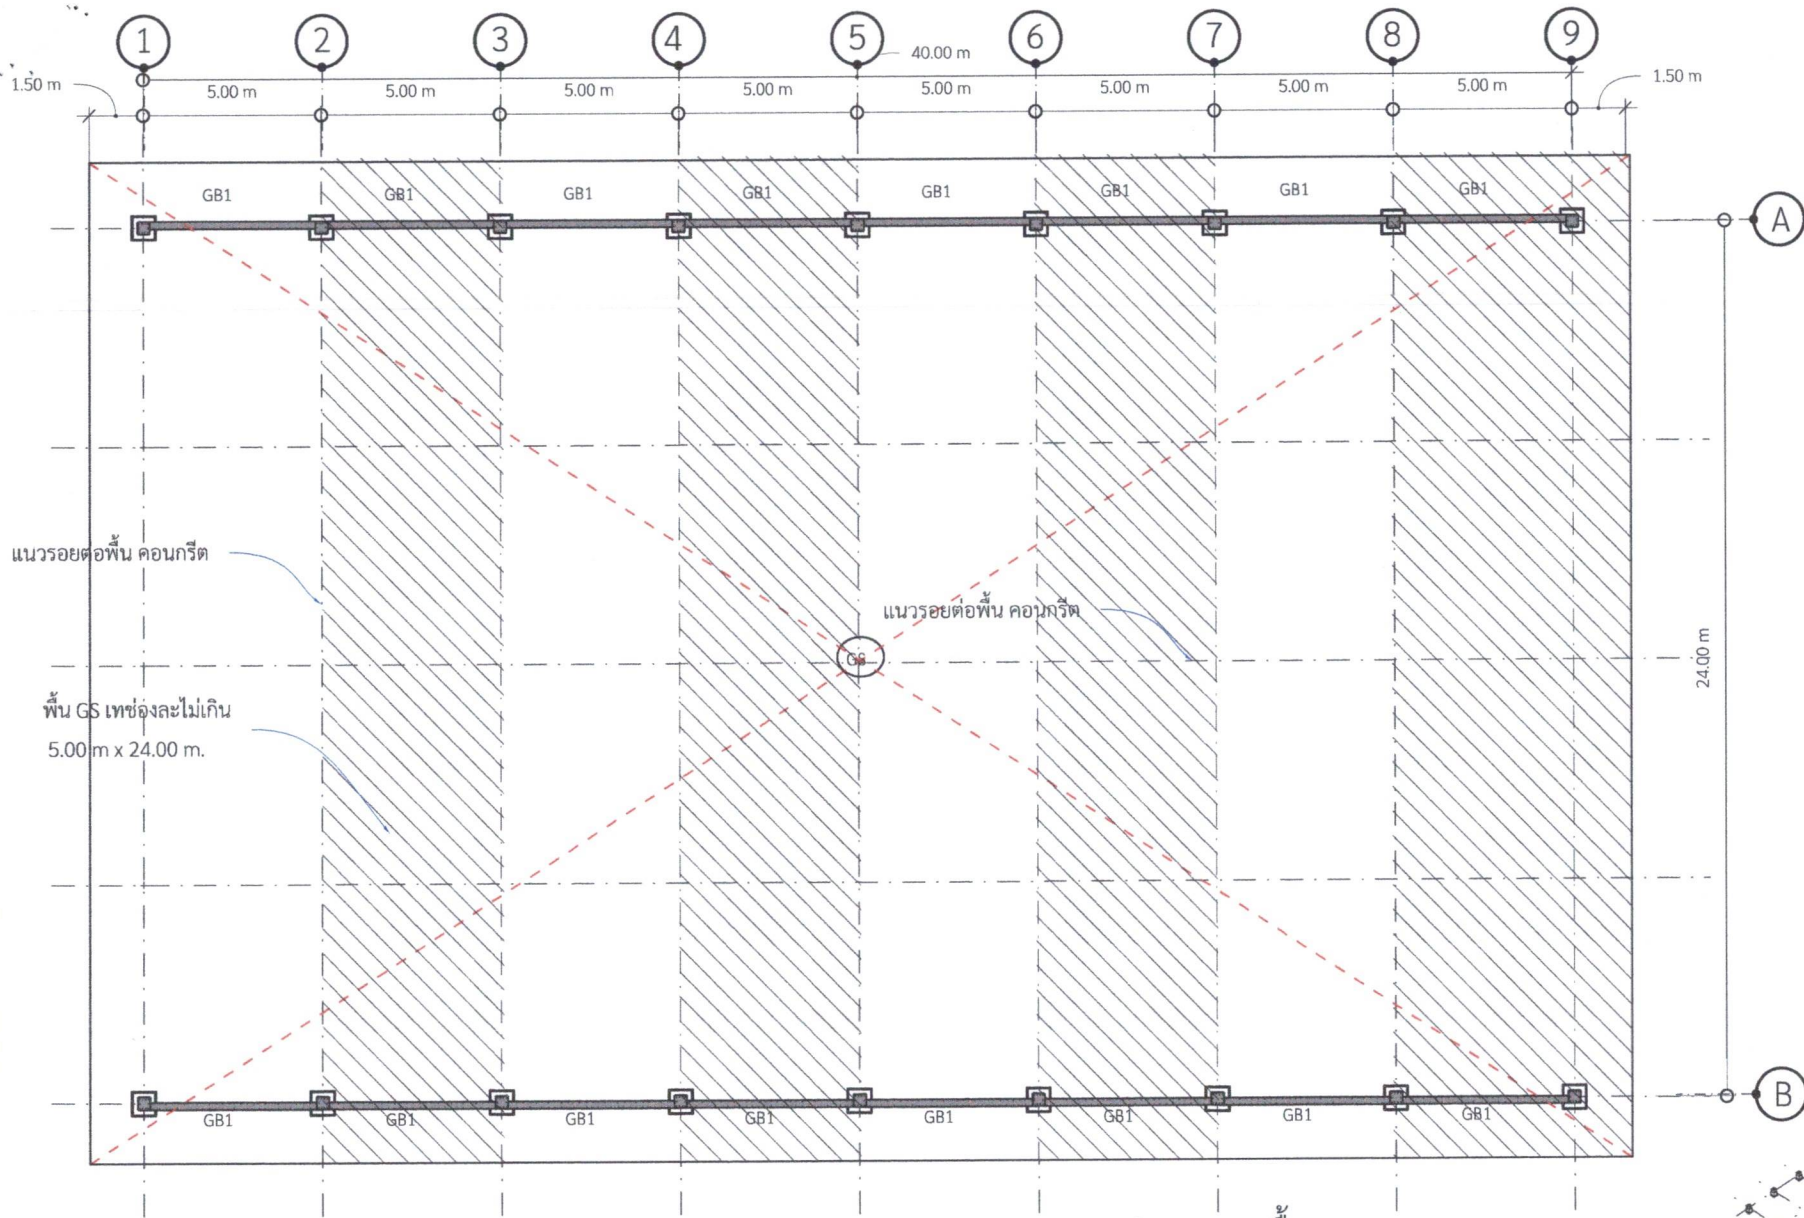 1 2 3 4 5 6 7 8 9
40.00 m
1.50 m 5.00 m 5.00 m 5.00 m 5.00 m 5.00 m 5.00 m 5.00 m 5.00 m 1.50 m
GB1 GB1 GB1 GB1 GB1 GB1 GB1 GB1
A
แนวรอยต่อพื้น คอนกรีต
แนวรอยต่อพื้น คอนกรีต
GS
24.00 m
พื้น GS เทช่องละไม่เกิน
5.00 m x 24.00 m.
B
GB1 GB1 GB1 GB1 GB1 GB1 GB1 GB1